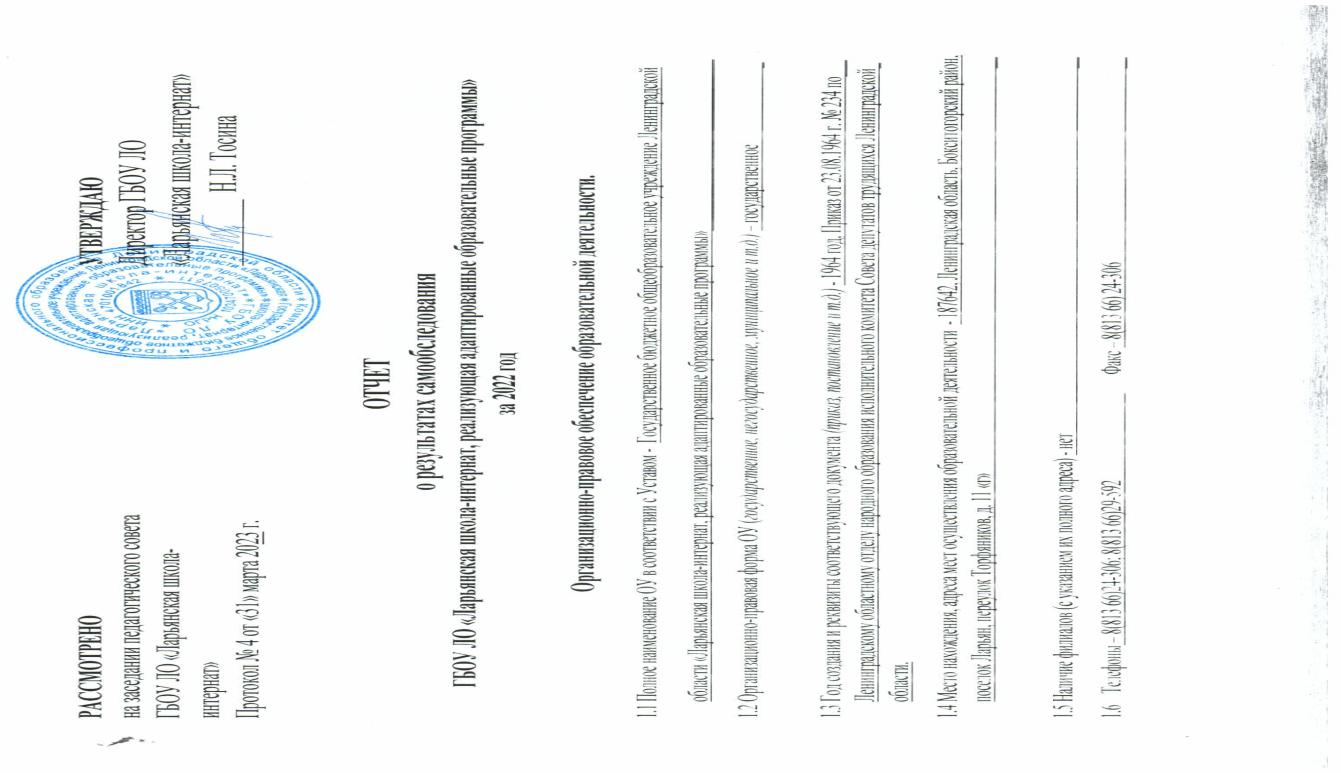 РАССМОТРЕНО
на заседании педагогического совета
ГБОУ ЛО «Ларьянская школа-
интернат»
Протокол № 4 от «31» марта 2023 г.
УТВЕРЖДАЮ
Директор ГБОУ ЛО
«Ларьянская школа-интернат»
Н.Л. Тосина
ОТЧЕТ
о результатах самообследования
ГБОУ ЛО «Ларьянская школа-интернат, реализующая адаптированные образовательные программы»
за 2022 год
Организационно-правовое обеспечение образовательной деятельности.
1.1 Полное наименование ОУ в соответствии с Уставом - Государственное бюджетное общеобразовательное учреждение Ленинградской
области «Ларьянская школа-интернат, реализующая адаптированные образовательные программы»
1.2 Организационно-правовая форма ОУ (государственное, негосударственное, муниципальное и т.д.) – государственное
1.3 Год создания и реквизиты соответствующего документа (приказ, постановление и т.д.) - 1964 год. Приказ от 23.08.1964 г. № 234 по
Ленинградскому областному отделу народного образования исполнительного комитета Совета депутатов трудящихся Ленинградской
области.
1.4 Место нахождения, адреса мест осуществления образовательной деятельности - 187642. Ленинградская область, Бокситогорский район,
поселок Ларьян, переулок Торфяников, д. 11 «г»
1.5 Наличие филиалов (с указанием их полного адреса) - нет
1.6 Телефоны – 8(813 66)24-306; 8(813 66)29-592 Факс – 8(813 66) 24-306